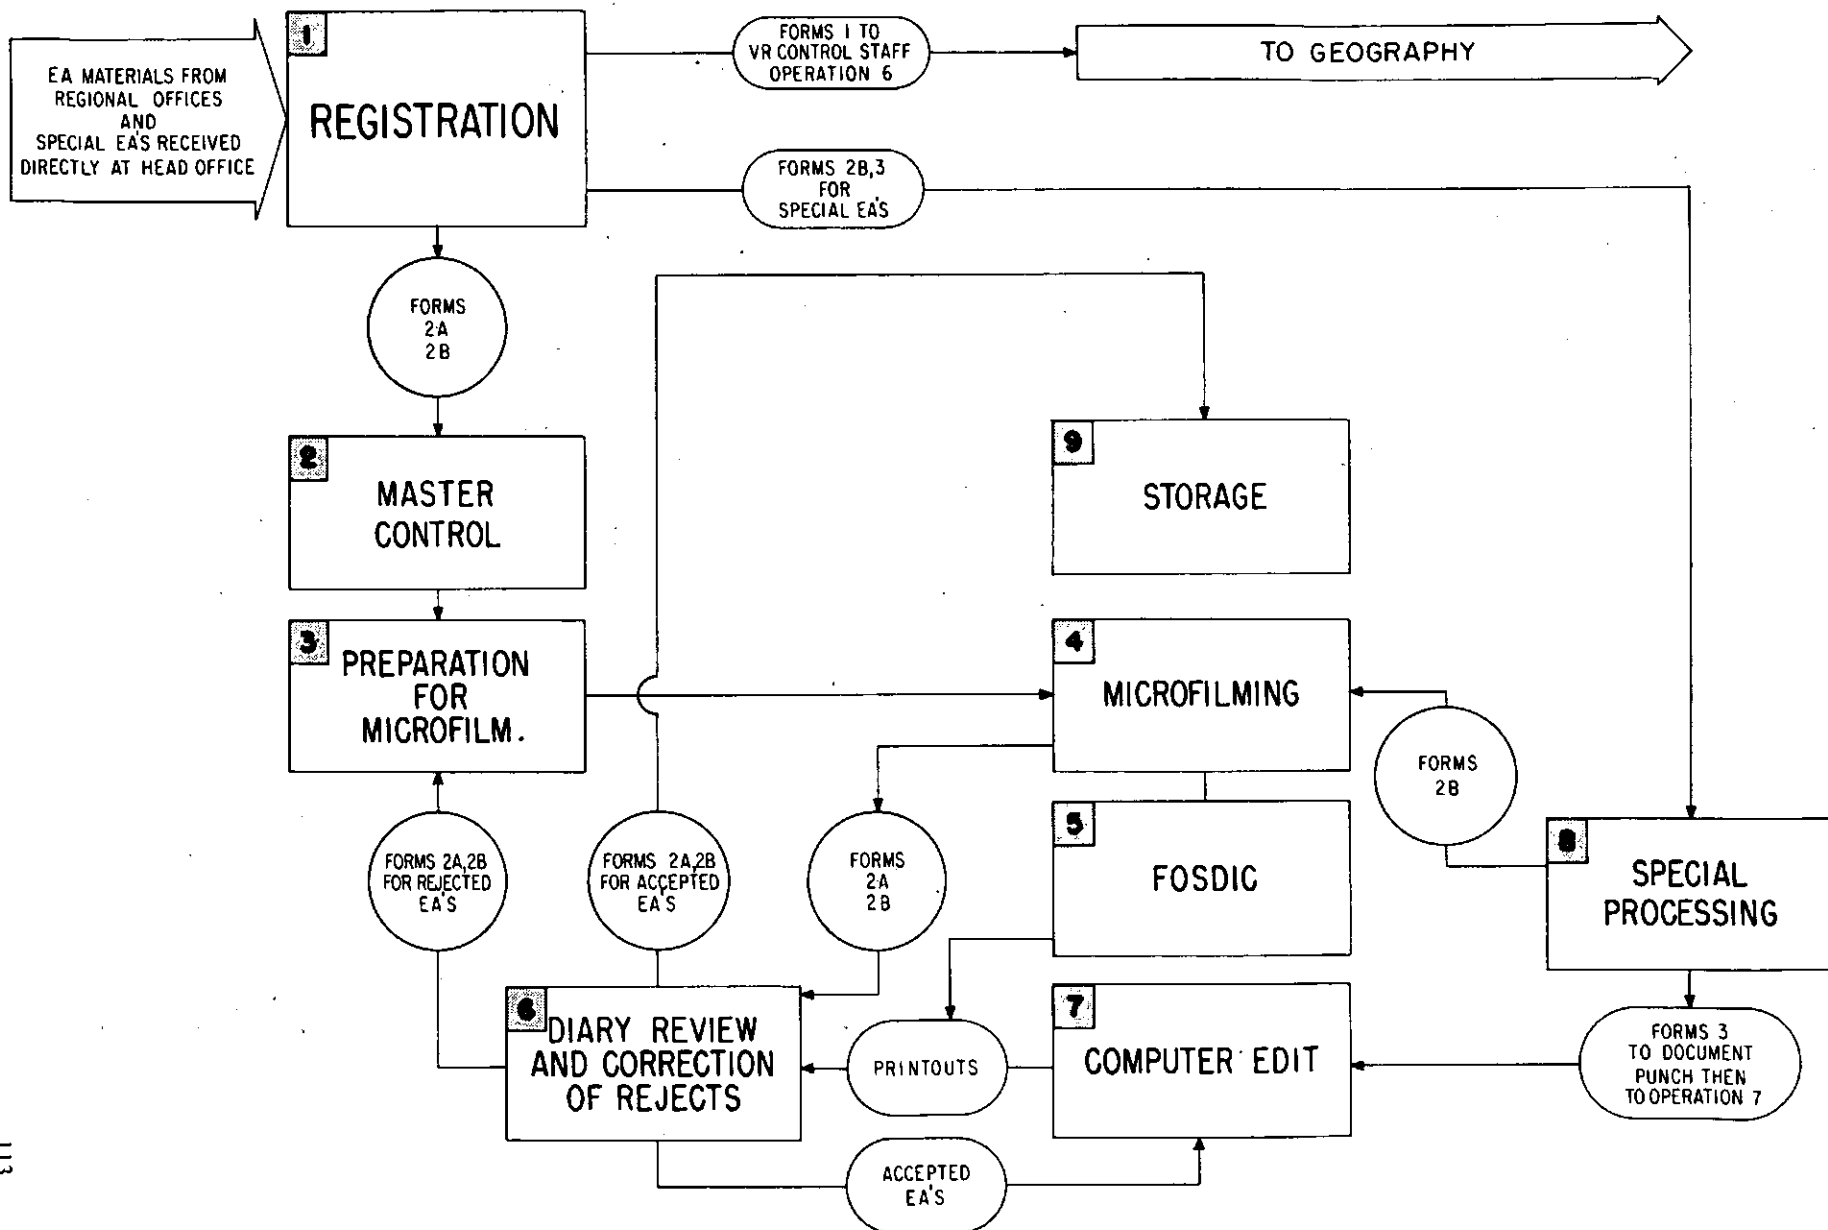 EA MATERIALS FROM
REGIONAL OFFICES
AND
SPECIAL EA'S RECEIVED
DIRECTLY AT HEAD OFFICE
1
REGISTRATION
FORMS 1 TO
VR CONTROL STAFF
OPERATION 6
TO GEOGRAPHY
FORMS 2B,3
FOR
SPECIAL EA'S
FORMS
2A
2B
2
MASTER
CONTROL
9
STORAGE
3
PREPARATION
FOR
MICROFILM.
4
MICROFILMING
FORMS
2B
FORMS 2A,2B
FOR REJECTED
EA'S
FORMS 2A,2B
FOR ACCEPTED
EA'S
FORMS
2A
2B
5
FOSDIC
8
SPECIAL
PROCESSING
6
DIARY REVIEW
AND CORRECTION
OF REJECTS
PRINTOUTS
7
COMPUTER EDIT
FORMS 3
TO DOCUMENT
PUNCH THEN
TO OPERATION 7
ACCEPTED
EA'S
113